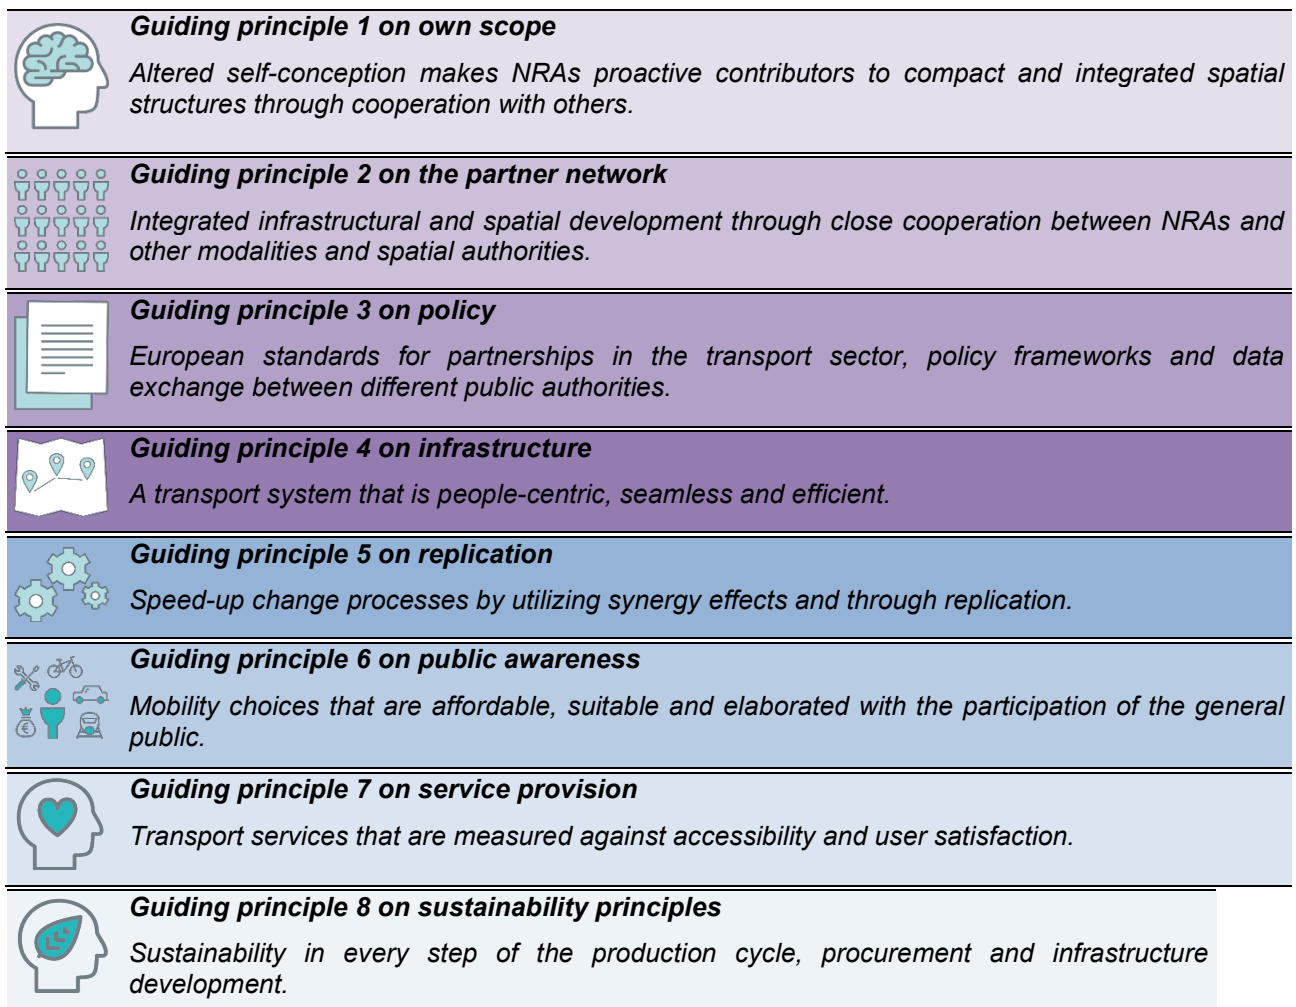 Guiding principle 1 on own scope
Altered self-conception makes NRAs proactive contributors to compact and integrated spatial
structures through cooperation with others.
Guiding principle 2 on the partner network
Integrated infrastructural and spatial development through close cooperation between NRAs and
other modalities and spatial authorities.
Guiding principle 3 on policy
European standards for partnerships in the transport sector, policy frameworks and data
exchange between different public authorities.
Guiding principle 4 on infrastructure
A transport system that is people-centric, seamless and efficient.
Guiding principle 5 on replication
Speed-up change processes by utilizing synergy effects and through replication.
Guiding principle 6 on public awareness
Mobility choices that are affordable, suitable and elaborated with the participation of the general
public.
Guiding principle 7 on service provision
Transport services that are measured against accessibility and user satisfaction.
Guiding principle 8 on sustainability principles
Sustainability in every step of the production cycle, procurement and infrastructure
development.